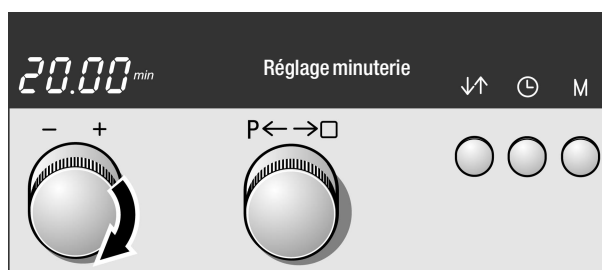 20.00 min
Réglage minuterie
↓↑ M
− +
P← →□